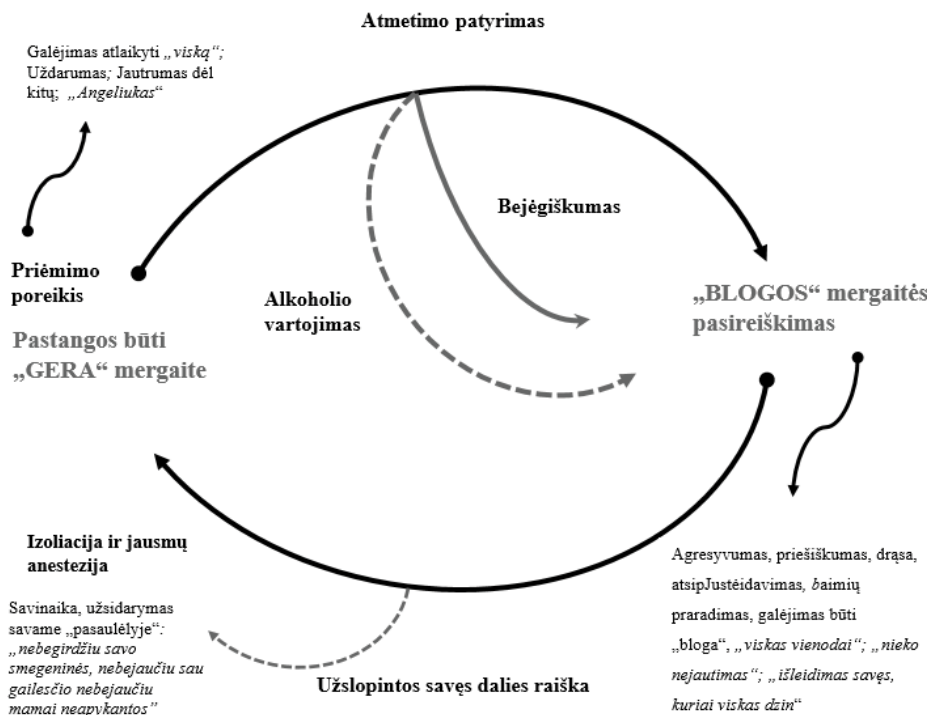 Atmetimo patyrimas
Galėjimas atlaikyti „viską“;
Uždarumas; Jautrumas dėl
kitų; „Angeliukas“
Bejėgiškumas
Priėmimo
poreikis
Pastangos būti
„GERA“ mergaite
Alkoholio
vartojimas
„BLOGOS“ mergaitės
pasireiškimas
Izoliacija ir jausmų
anestezija
Savinaika, užsidarymas
savame „pasaulėlyje“:
„nebegirdžiu savo
smegeninės, nebejaučiu sau
gailesčio nebejaučiu
mamai neapykantos”
Užslopintos savęs dalies raiška
Agresyvumas, priešiškumas, drąsa,
atsipJustėidavimas, baimių
praradimas, galėjimas būti
„bloga“, „viskas vienodai“; „nieko
nejautimas“; „išleidimas savęs,
kuriai viskas dzin“